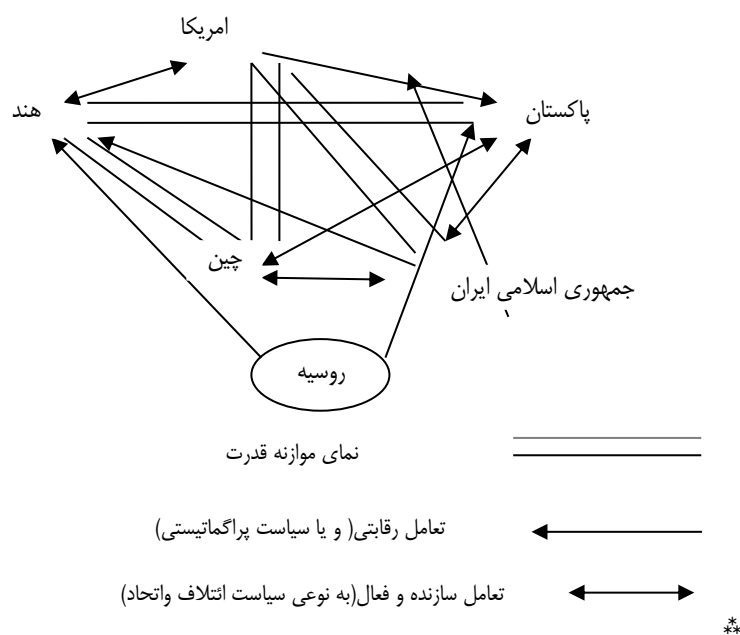 امریکا
پاکستان
هند
چین
جمهوری اسلامی ایران
روسیه
نمای موازنه قدرت
تعامل رقابتی( و یا سیاست پراگماتیستی)
تعامل سازنده و فعال(به نوعی سیاست ائتلاف واتحاد)
⁂